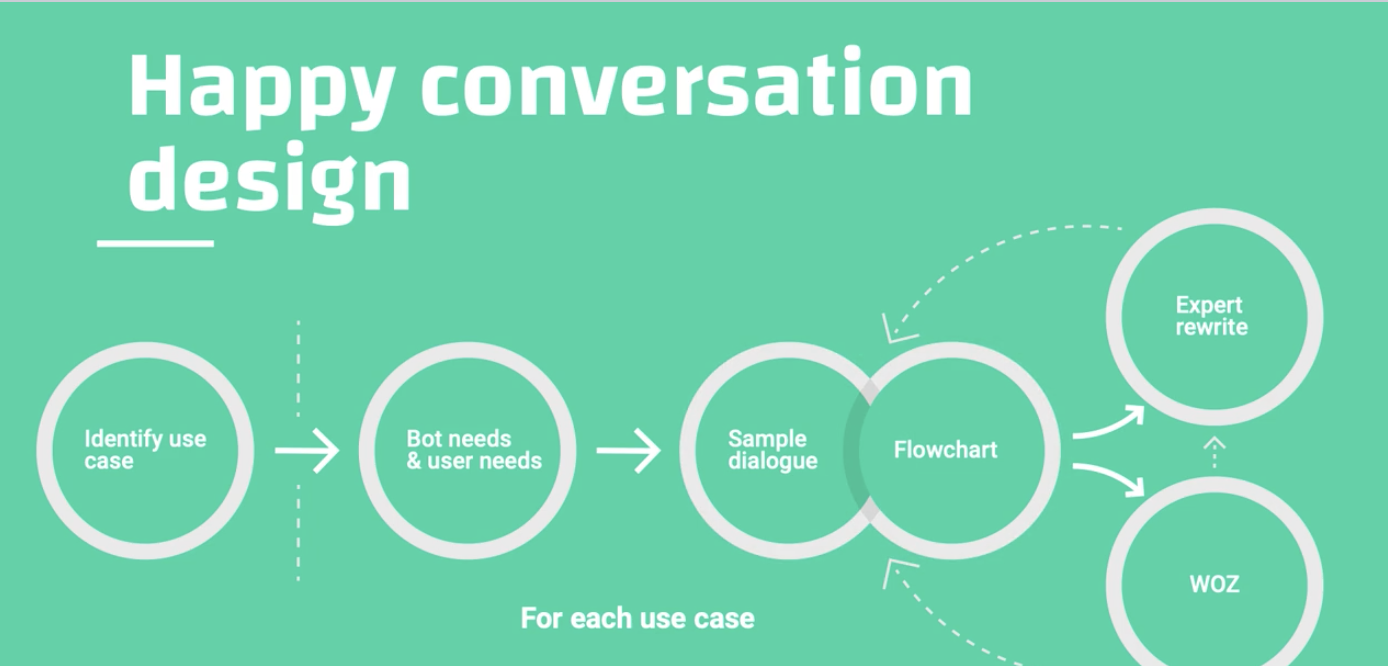 Happy conversation
design
Identify use
case
Bot needs
& user needs
Sample
dialogue
Flowchart
Expert
rewrite
WOZ
For each use case